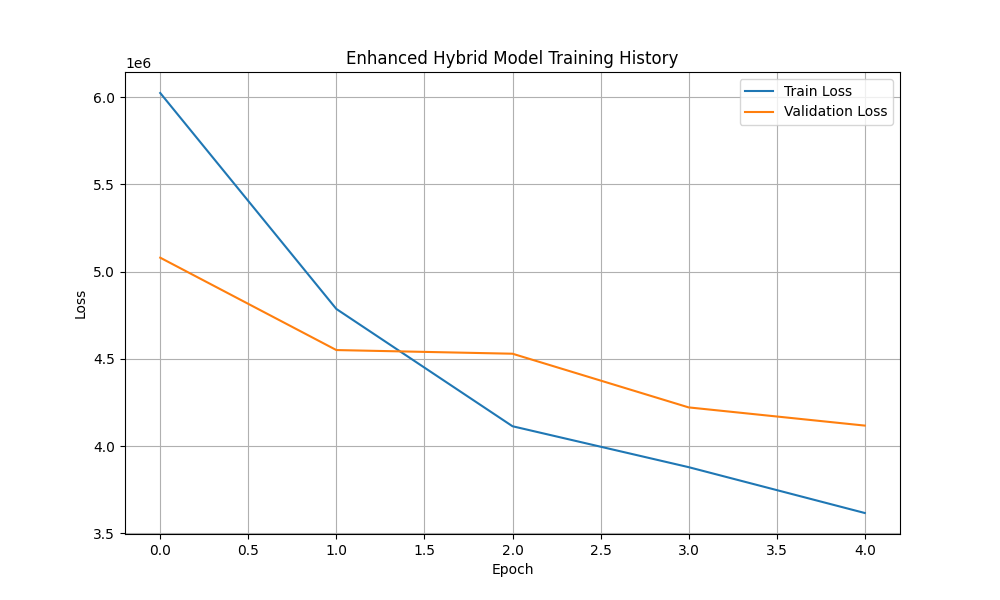 Enhanced Hybrid Model Training History
1e6
Train Loss
Validation Loss
6.0
5.5
5.0
4.5
4.0
3.5
Loss
0.0 0.5 1.0 1.5 2.0 2.5 3.0 3.5 4.0
Epoch